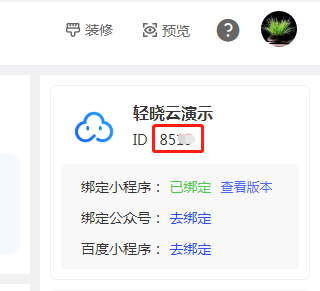 装修 预览 ?
轻晓云演示
ID 851
绑定小程序： 已绑定 查看版本
绑定公众号： 去绑定
百度小程序： 去绑定